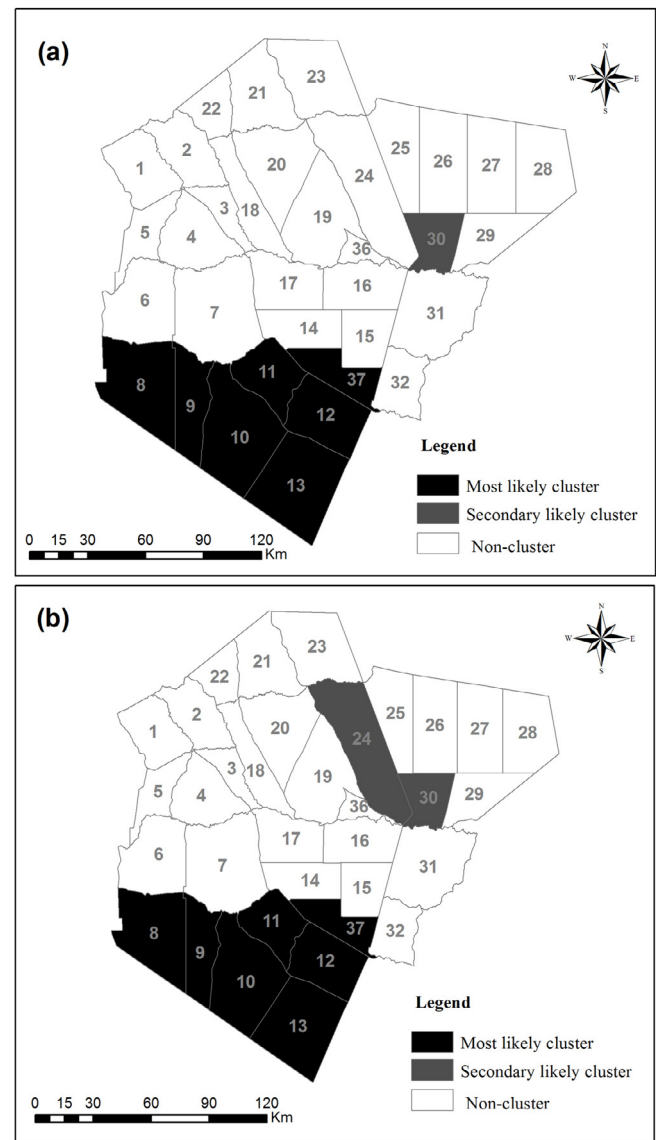 (a)
N
W E
S
23
21
22
2
1
20
25 26 27 28
24
3 18
19
5
4
36
30 29
17 16
6
7
31
14
15
8
11
37
32
9
12
10
13
Legend
Most likely cluster
Secondary likely cluster
Non-cluster
0 15 30 60 90 120
Km
(b)
N
W E
S
23
21
22
2
1
20
25 26 27 28
24
3 18
19
5
4
36
30 29
17 16
6
7
31
14
15
8
11
37
32
9
12
10
13
Legend
Most likely cluster
Secondary likely cluster
Non-cluster
0 15 30 60 90 120
Km